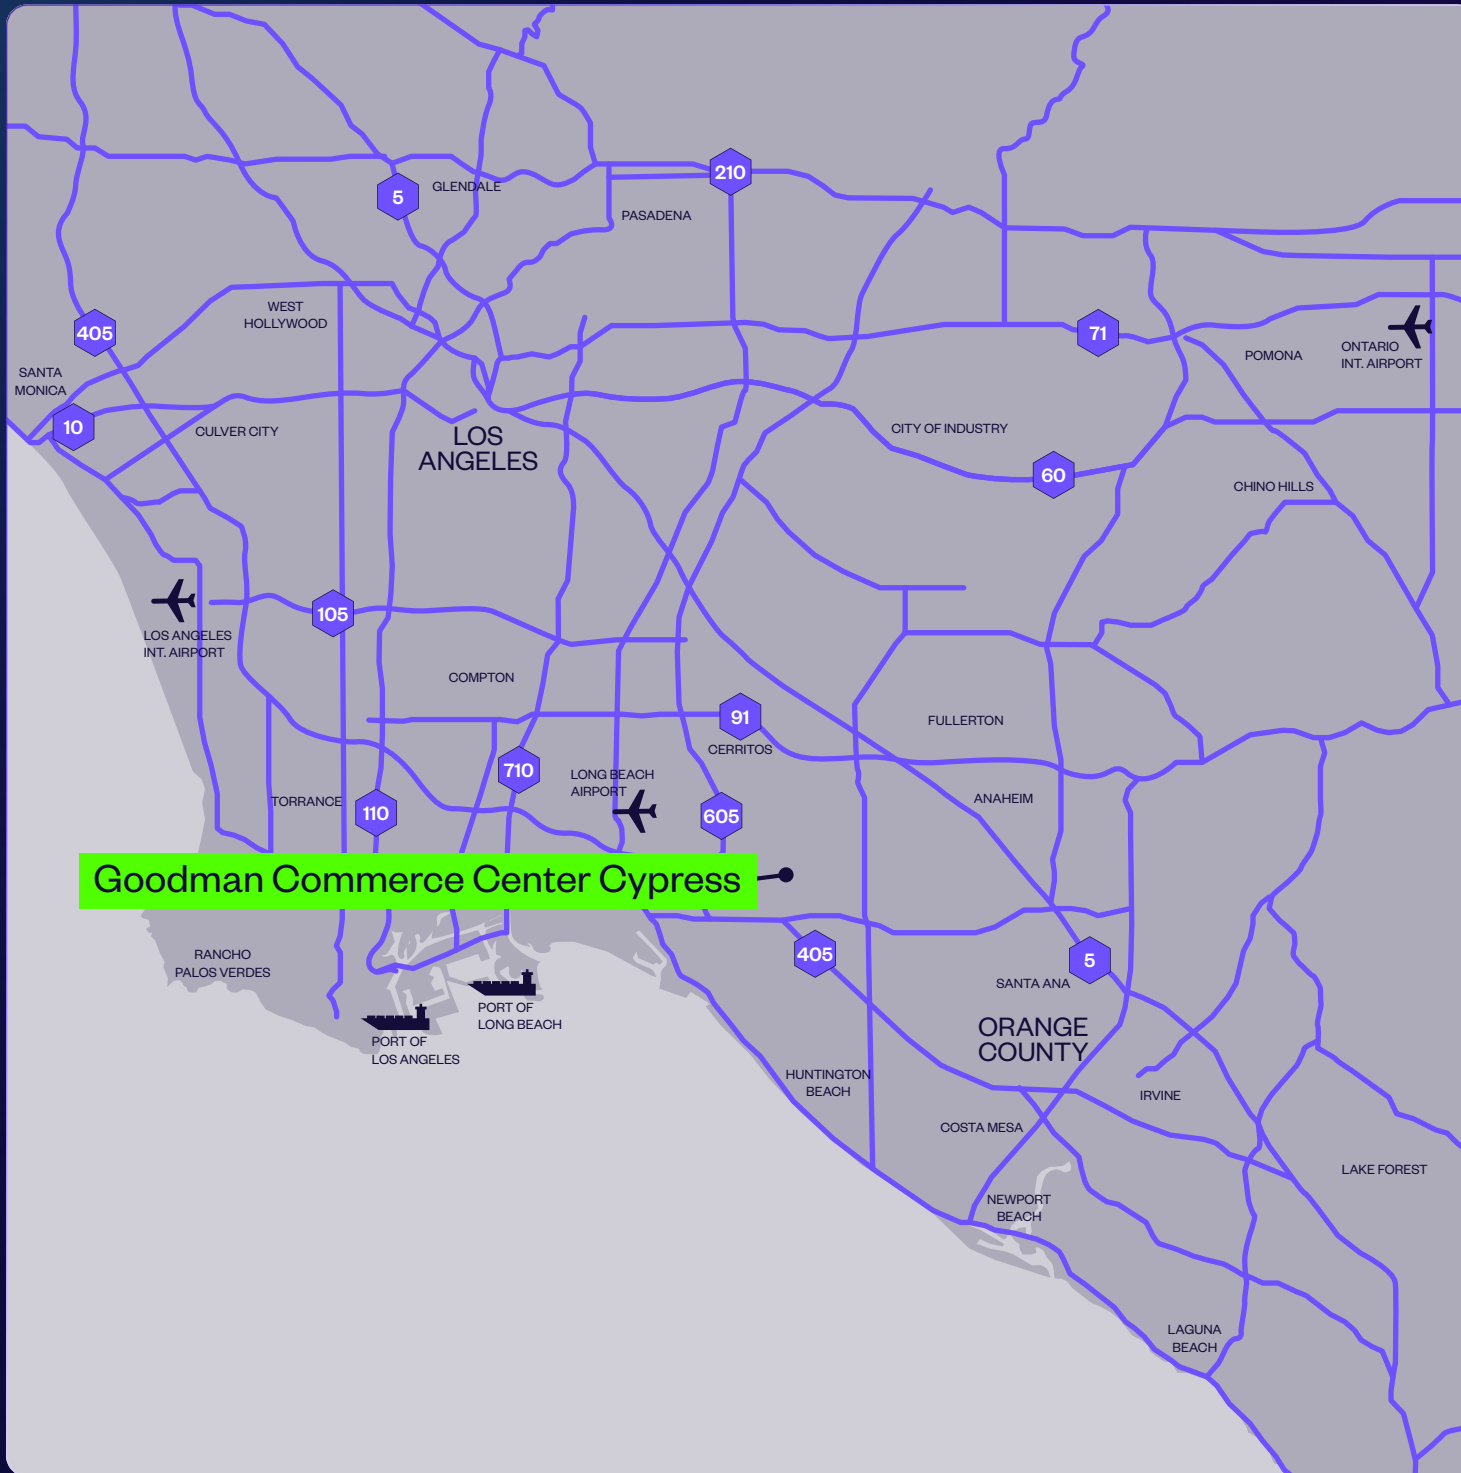 210
5
GLENDALE
PASADENA
WEST
HOLLYWOOD
405
71
ONTARIO
INT. AIRPORT
POMONA
SANTA
MONICA
10
CULVER CITY
LOS
ANGELES
CITY OF INDUSTRY
60
CHINO HILLS
105
LOS ANGELES
INT. AIRPORT
COMPTON
91
CERRITOS
FULLERTON
710
LONG BEACH
AIRPORT
TORRANCE
110
605
ANAHEIM
Goodman Commerce Center Cypress
RANCHO
PALOS VERDES
405
5
SANTA ANA
PORT OF
LONG BEACH
PORT OF
LOS ANGELES
ORANGE
COUNTY
HUNTINGTON
BEACH
IRVINE
COSTA MESA
LAKE FOREST
NEWPORT
BEACH
LAGUNA
BEACH